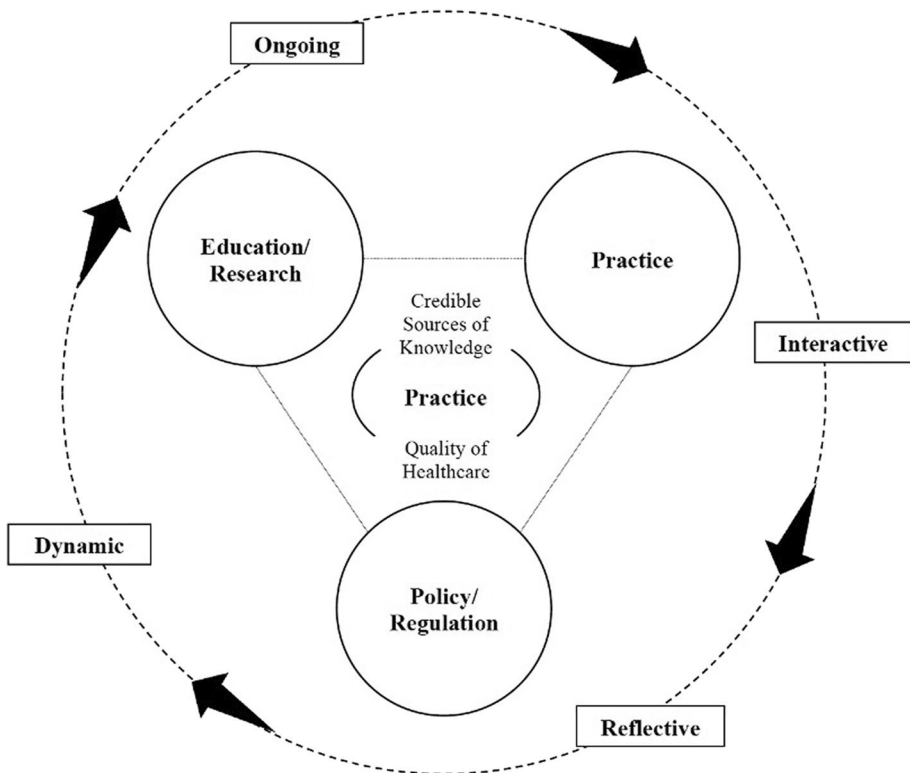 Ongoing
Education/
Research
Practice
Credible
Sources of
Knowledge
Interactive
Practice
Quality of
Healthcare
Dynamic
Policy/
Regulation
Reflective